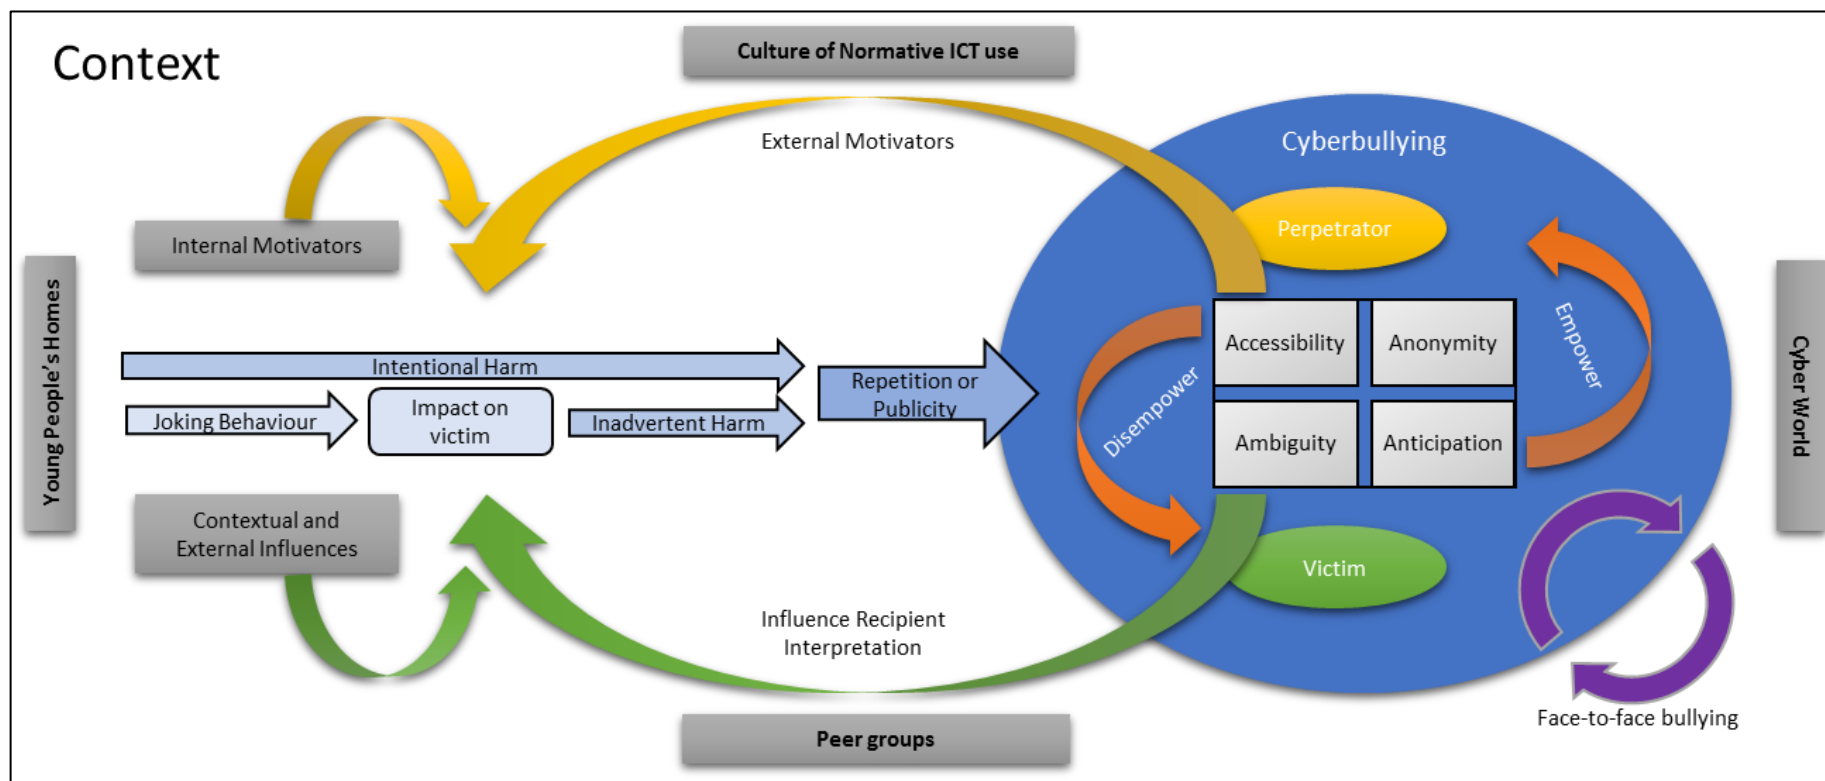 Context
Culture of Normative ICT use
External Motivators
Cyberbullying
Internal Motivators
Perpetrator
Young People's Homes
Intentional Harm
Joking Behaviour
Impact on
victim
Inadvertent Harm
Repetition or
Publicity
Disempower
Accessibility
Anonymity
Ambiguity
Anticipation
Empower
Cyber World
Contextual and
External Influences
Victim
Influence Recipient
Interpretation
Face-to-face bullying
Peer groups